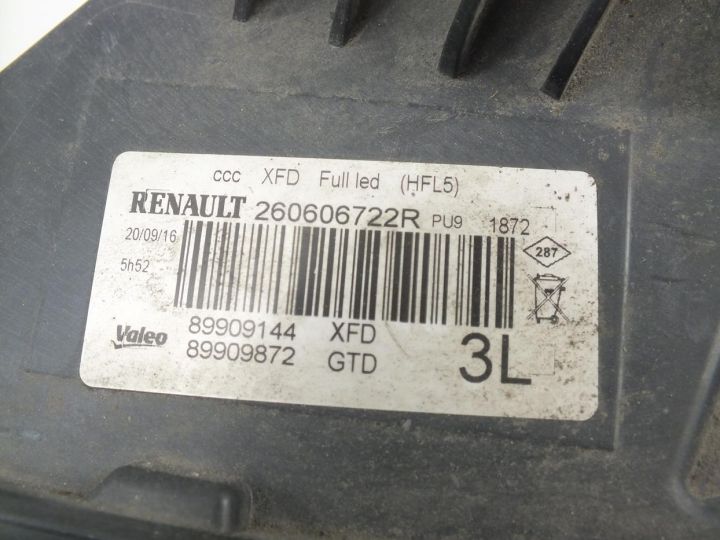 ccc XFD Full led (HFL5)
RENAULT 260606722R PU9 1872
20/09/16
287
5h52
Valeo 89909144 XFD
89909872 GTD 3L